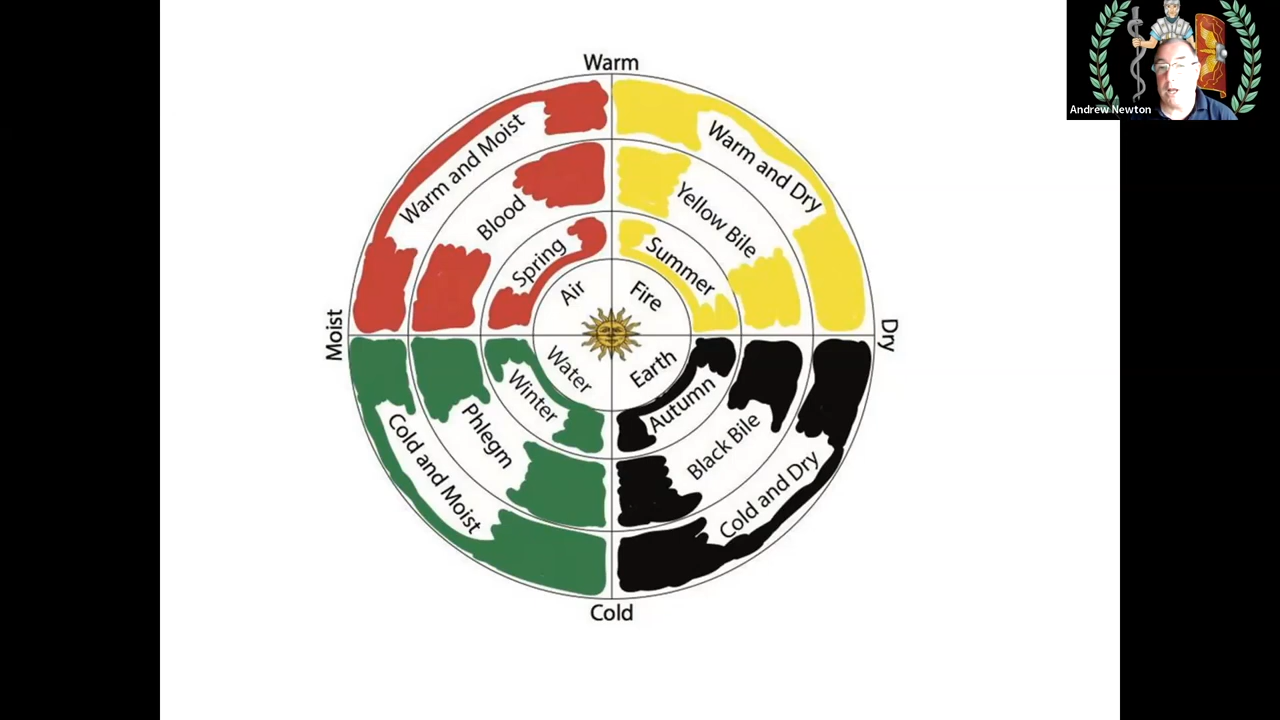 Warm
Andrew Newton
Warm and Moist
Warm and Dry
Blood
Yellow Bile
Spring
Summer
Air
Fire
Moist
Dry
Water
Earth
Winter
Autumn
Phlegm
Black Bile
Cold and Moist
Cold and Dry
Cold